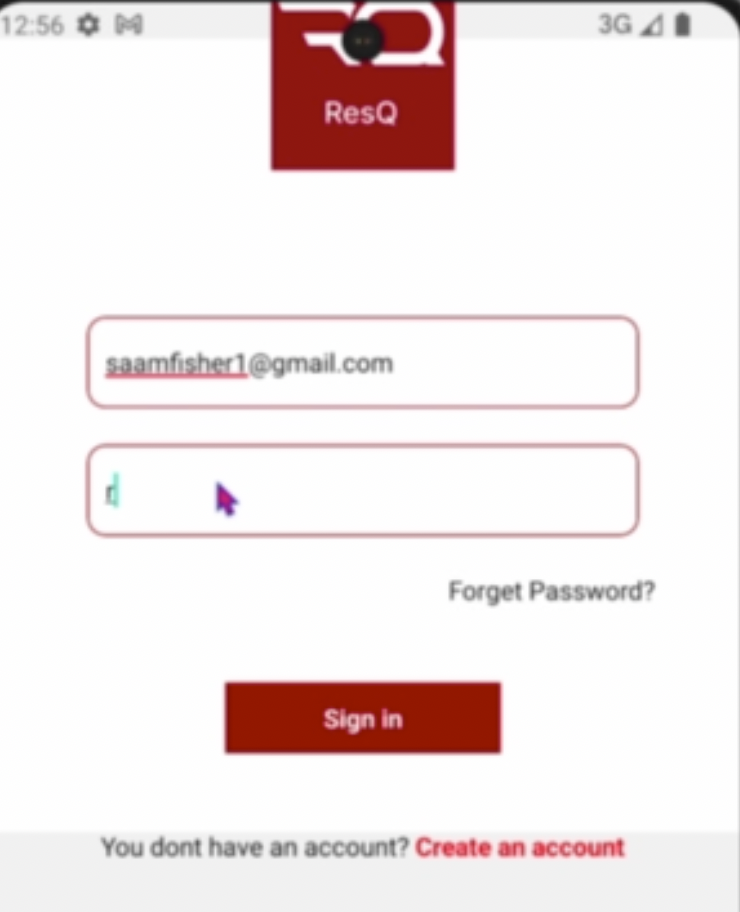 12:56
3G
ResQ
saamfisher1@gmail.com
r
Forget Password?
Sign in
You dont have an account? Create an account